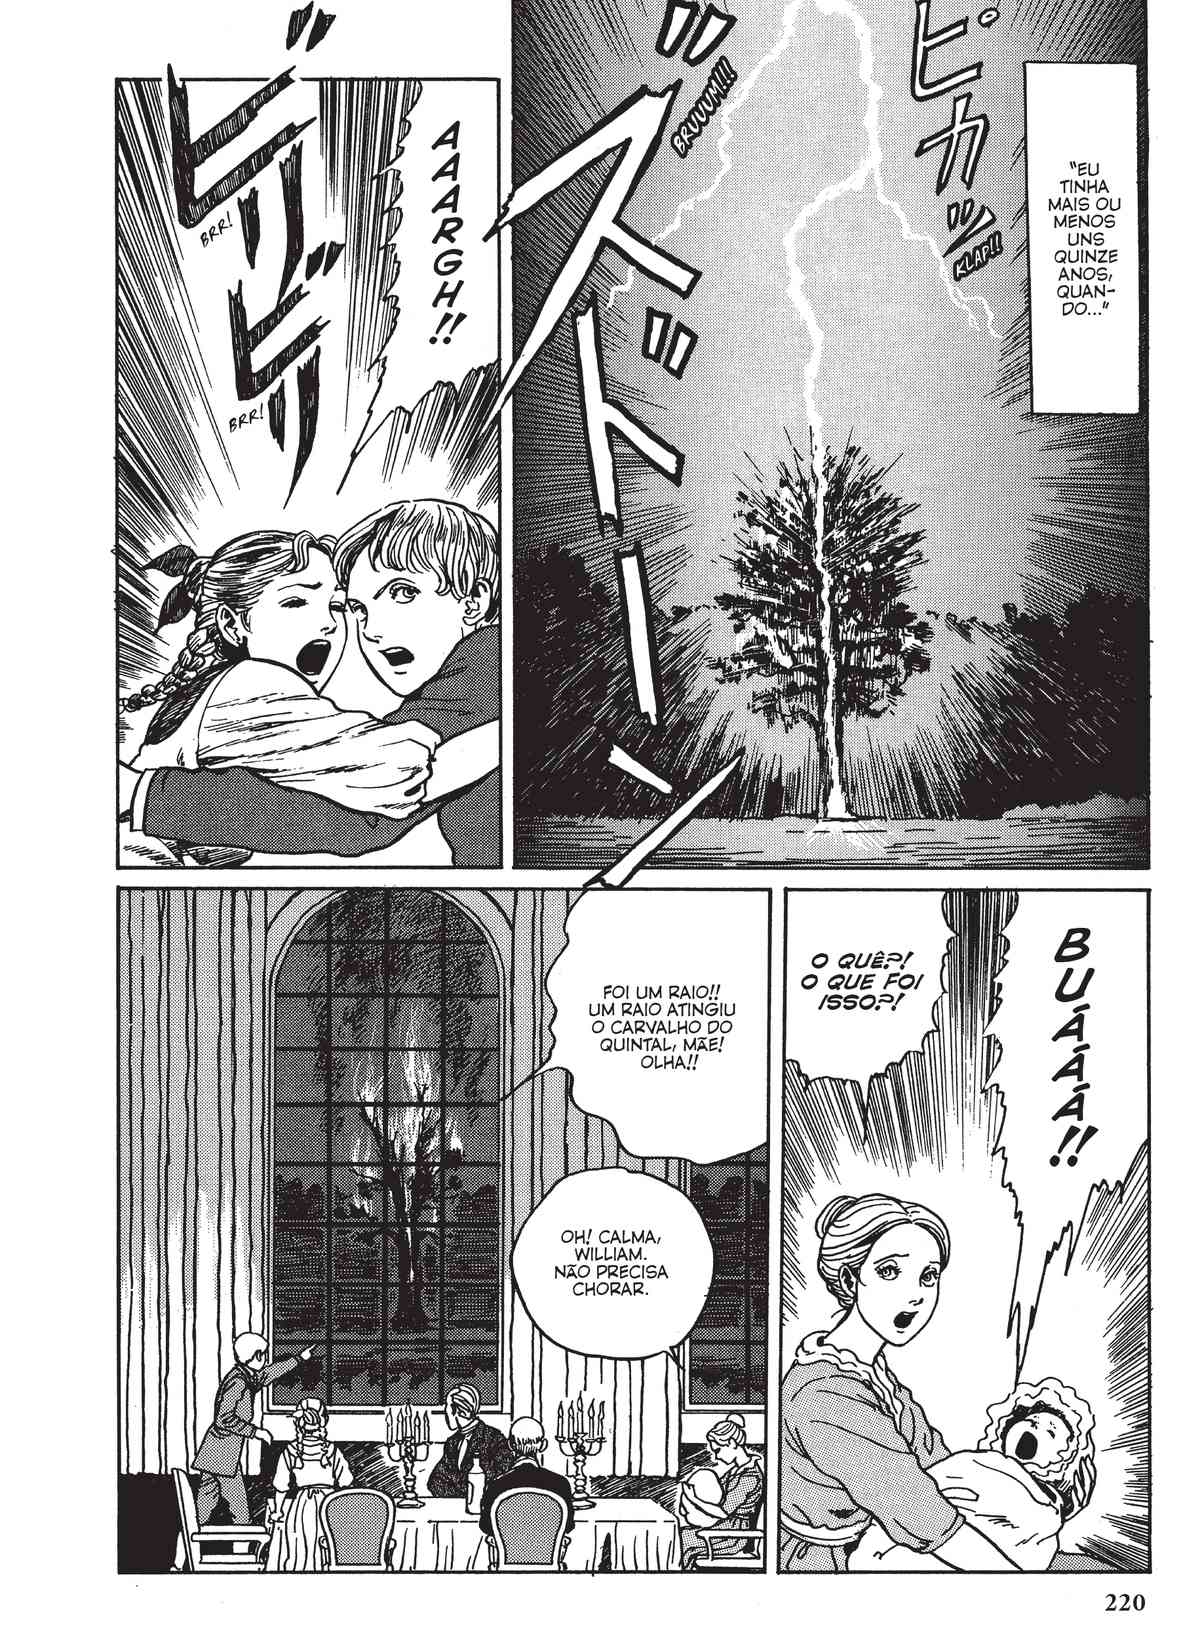 "EU
TINHA
MAIS OU
MENOS
UNS
QUINZE
ANOS,
QUAN-
DO..."
ピカッ
KLAP!!
ズドドーン
BRUUUM!!!
AAARGH!!
ビリビリ
BRR!
BRR!
BUÁÁÁ!!
O QUÊ?!
O QUE FOI
ISSO?!
FOI UM RAIO!!
UM RAIO ATINGIU
O CARVALHO DO
QUINTAL, MÃE!
OLHA!!
OH! CALMA,
WILLIAM.
NÃO PRECISA
CHORAR.
220